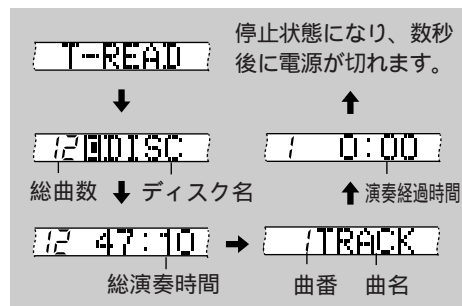 T-READ
停止状態になり、数秒
後に電源が切れます。
12 DISC
1 0:00
総曲数 ディスク名
演奏経過時間
12 47:10
1 TRACK
総演奏時間
曲番 曲名